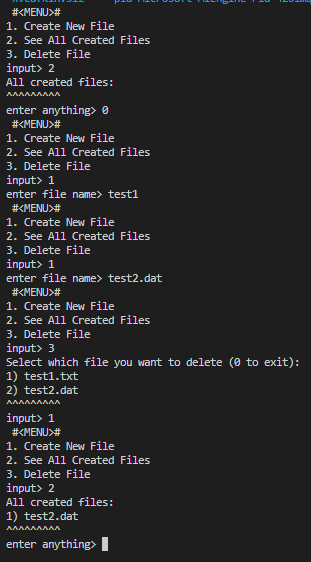 #<MENU>#
1. Create New File
2. See All Created Files
3. Delete File
input> 2
All created files:
^^^^^^^^^
enter anything> 0
#<MENU>#
1. Create New File
2. See All Created Files
3. Delete File
input> 1
enter file name> test1
#<MENU>#
1. Create New File
2. See All Created Files
3. Delete File
input> 1
enter file name> test2.dat
#<MENU>#
1. Create New File
2. See All Created Files
3. Delete File
input> 3
Select which file you want to delete (0 to exit):
1) test1.txt
2) test2.dat
^^^^^^^^^
input> 1
#<MENU>#
1. Create New File
2. See All Created Files
3. Delete File
input> 2
All created files:
1) test2.dat
^^^^^^^^^
enter anything>